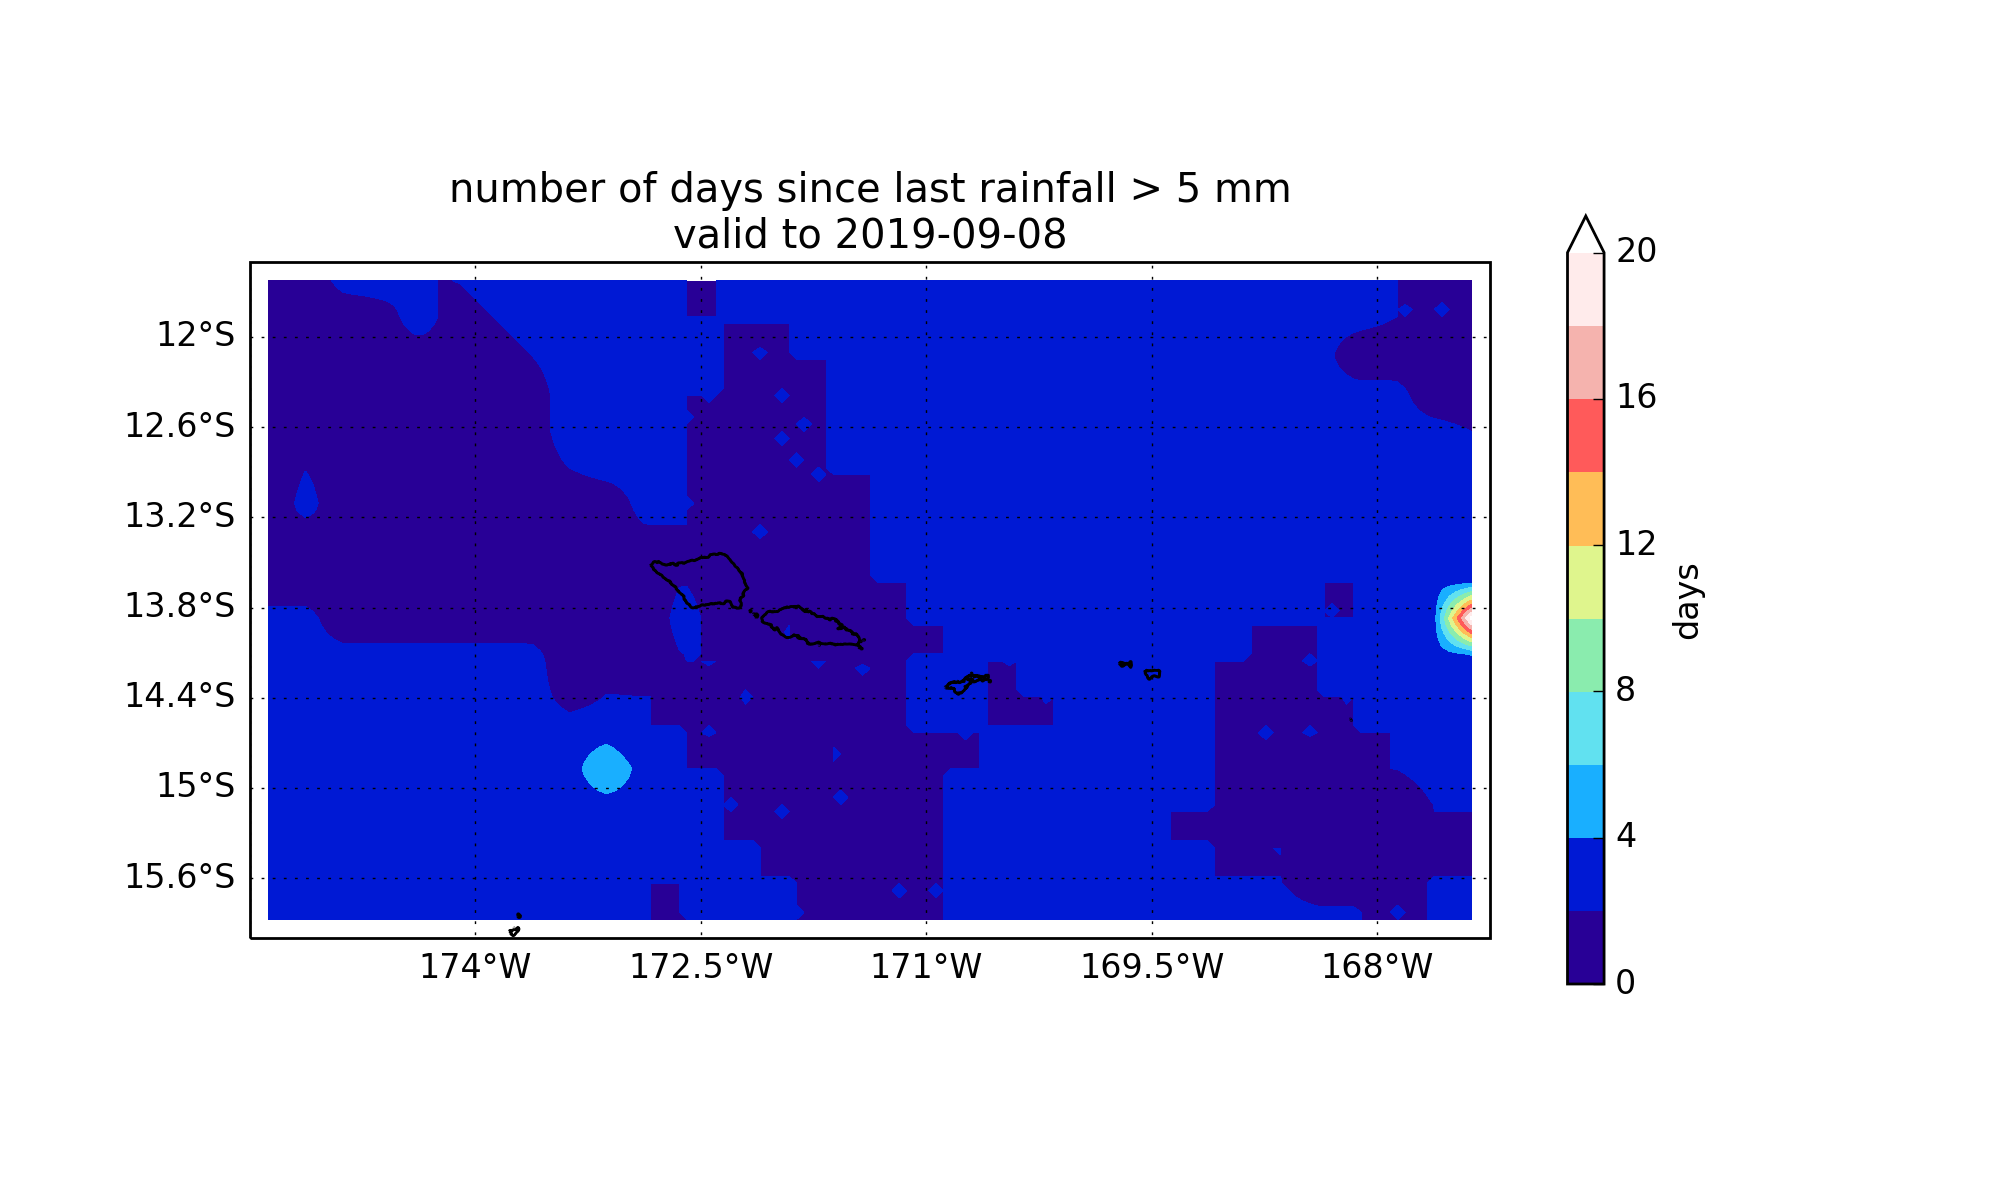 number of days since last rainfall > 5 mm
valid to 2019-09-08
12°S
12.6°S
13.2°S
13.8°S
14.4°S
15°S
15.6°S
174°W
172.5°W
171°W
169.5°W
168°W
20
16
12
8
4
0
days